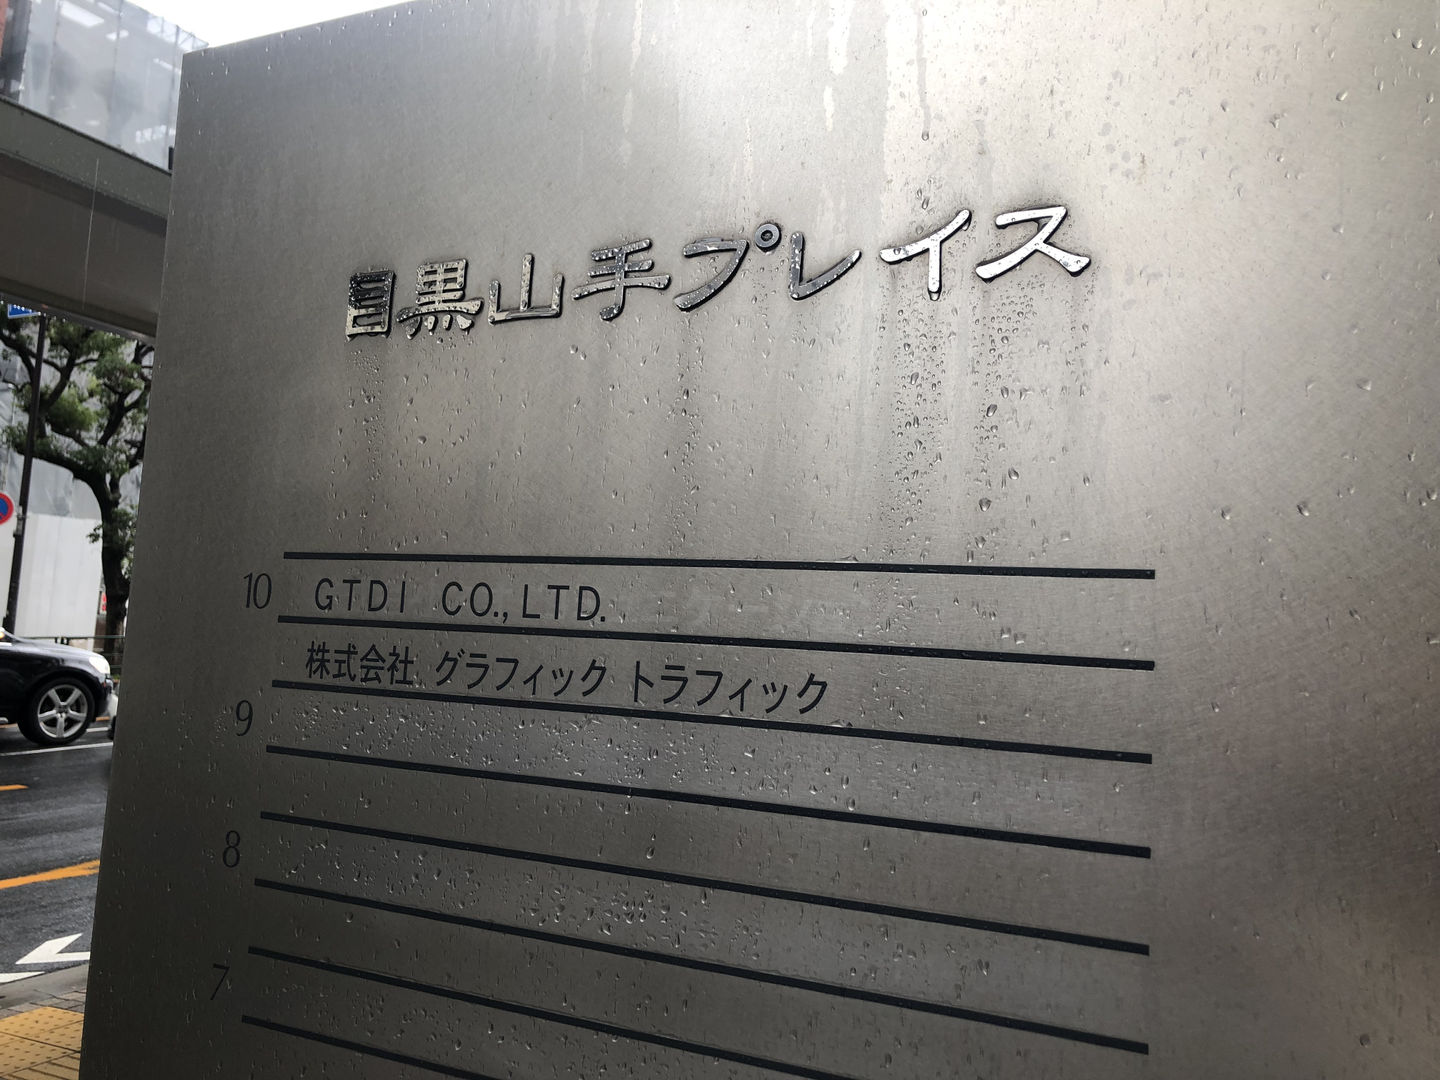 目黒山手プレイス
10 GTDI CO.,LTD.
株式会社 グラフィック トラフィック
9
8
7